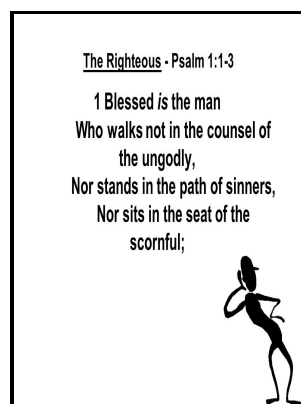 The Righteous - Psalm 1:1-3
1 Blessed is the man
Who walks not in the counsel of
the ungodly,
Nor stands in the path of sinners,
Nor sits in the seat of the
scornful;